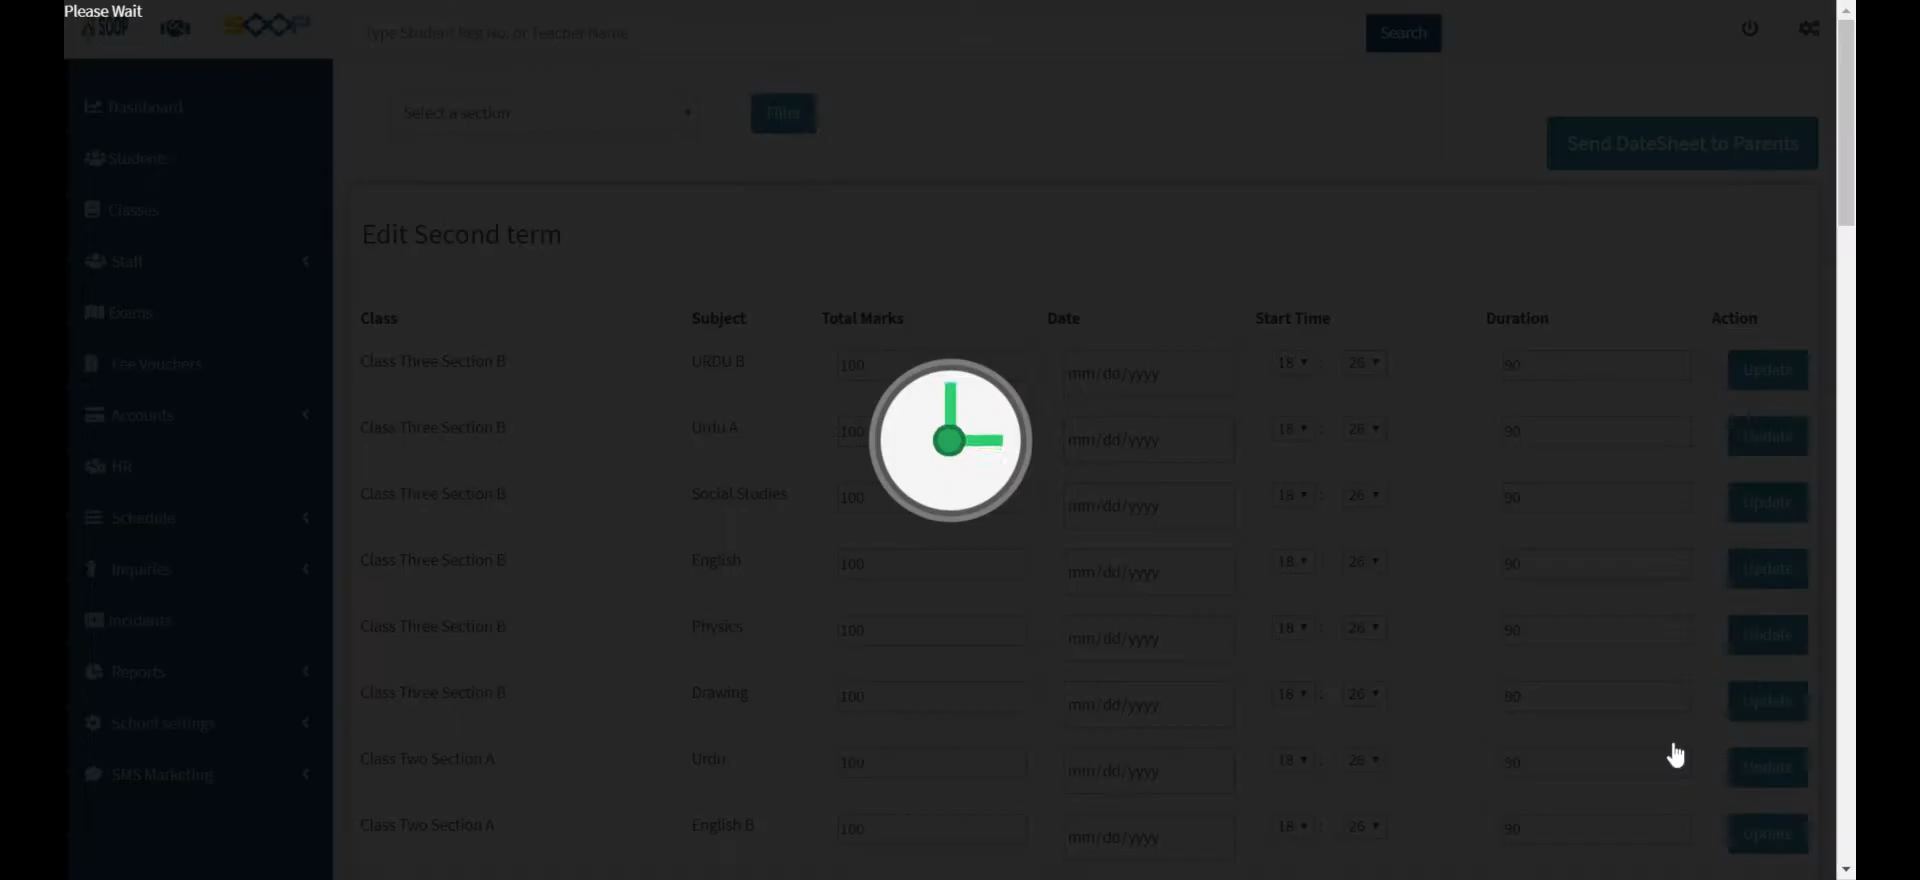 Please Wait
SOOP SOOP
Type Student Reg No. or Teacher Name Search
Select a section Filter
Send DateSheet to Parents
Dashboard
Students
Classes
Staff
Exams
Fee Vouchers
Accounts
HR
Schedule
Inquiries
Incidents
Reports
School settings
SMS Marketing
Edit Second term
Class Subject Total Marks Date Start Time Duration Action
Class Three Section B URDU B 100 mm/dd/yyyy 18 : 26 90 Update
Class Three Section B Urdu A 100 mm/dd/yyyy 18 : 26 90 Update
Class Three Section B Social Studies 100 mm/dd/yyyy 18 : 26 90 Update
Class Three Section B English 100 mm/dd/yyyy 18 : 26 90 Update
Class Three Section B Physics 100 mm/dd/yyyy 18 : 26 90 Update
Class Three Section B Drawing 100 mm/dd/yyyy 18 : 26 90 Update
Class Two Section A Urdu 100 mm/dd/yyyy 18 : 26 90 Update
Class Two Section A English B 100 mm/dd/yyyy 18 : 26 90 Update